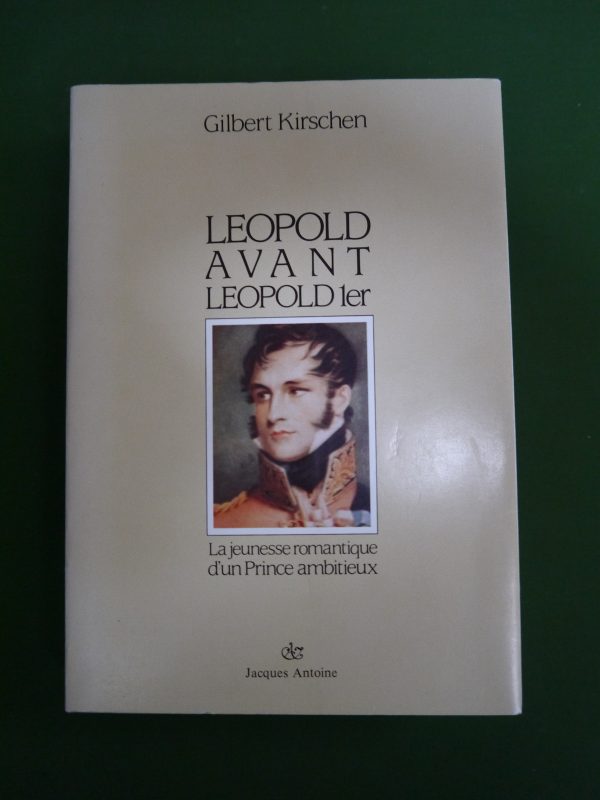 Gilbert Kirschen
LEOPOLD
AVANT
LEOPOLD 1er
La jeunesse romantique
d'un Prince ambitieux
Jacques Antoine